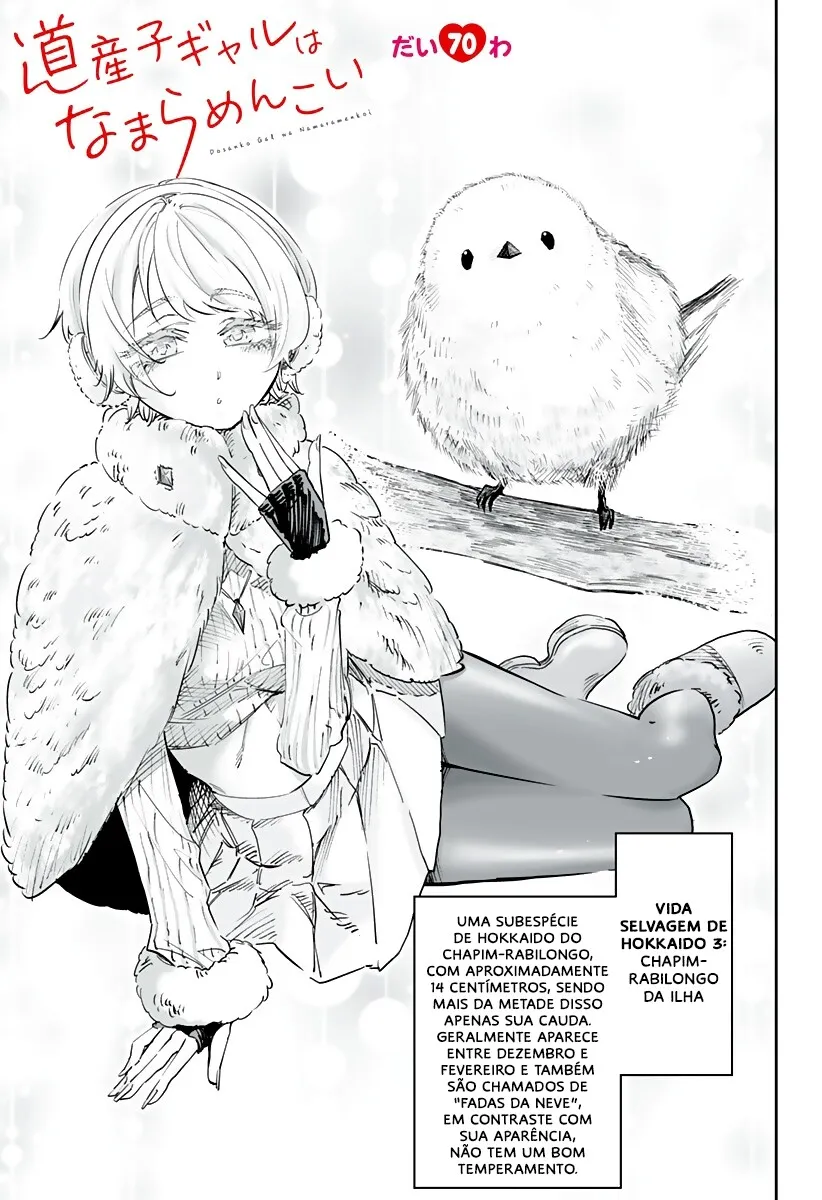 道産子ギャルは
なまらめんこい
Dosanko Gal wa Namaramenkoi
だい70わ
VIDA
SELVAGEM DE
HOKKAIDO 3:
CHAPIM-
RABILONGO
DA ILHA
UMA SUBESPÉCIE
DE HOKKAIDO DO
CHAPIM-RABILONGO,
COM APROXIMADAMENTE
14 CENTÍMETROS, SENDO
MAIS DA METADE DISSO
APENAS SUA CAUDA.
GERALMENTE APARECE
ENTRE DEZEMBRO E
FEVEREIRO E TAMBÉM
SÃO CHAMADOS DE
“FADAS DA NEVE”,
EM CONTRASTE COM
SUA APARÊNCIA,
NÃO TEM UM BOM
TEMPERAMENTO.